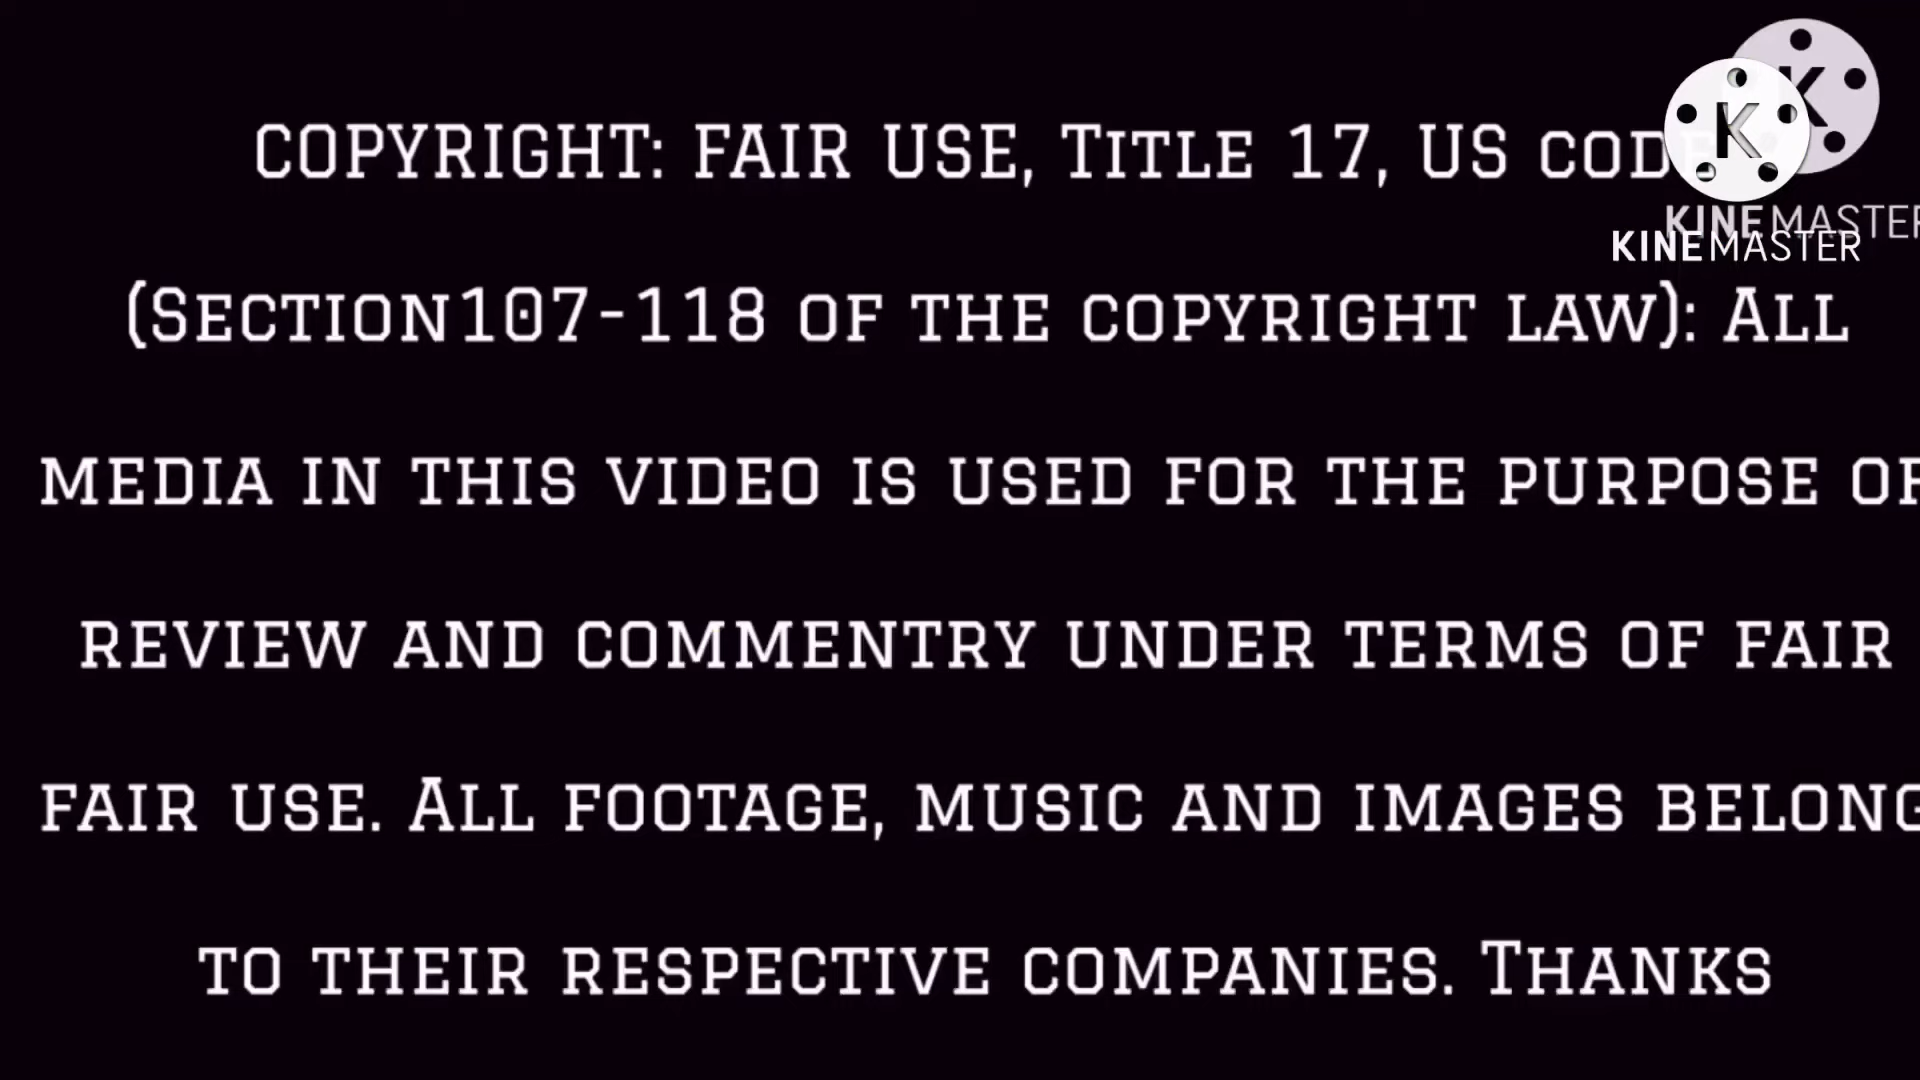 COPYRIGHT: FAIR USE, TITLE 17, US CODE
(SECTION107-118 OF THE COPYRIGHT LAW): ALL
MEDIA IN THIS VIDEO IS USED FOR THE PURPOSE OF
REVIEW AND COMMENTRY UNDER TERMS OF FAIR
FAIR USE. ALL FOOTAGE, MUSIC AND IMAGES BELONG
TO THEIR RESPECTIVE COMPANIES. THANKS
K
KINEMASTER
K
KINEMASTER